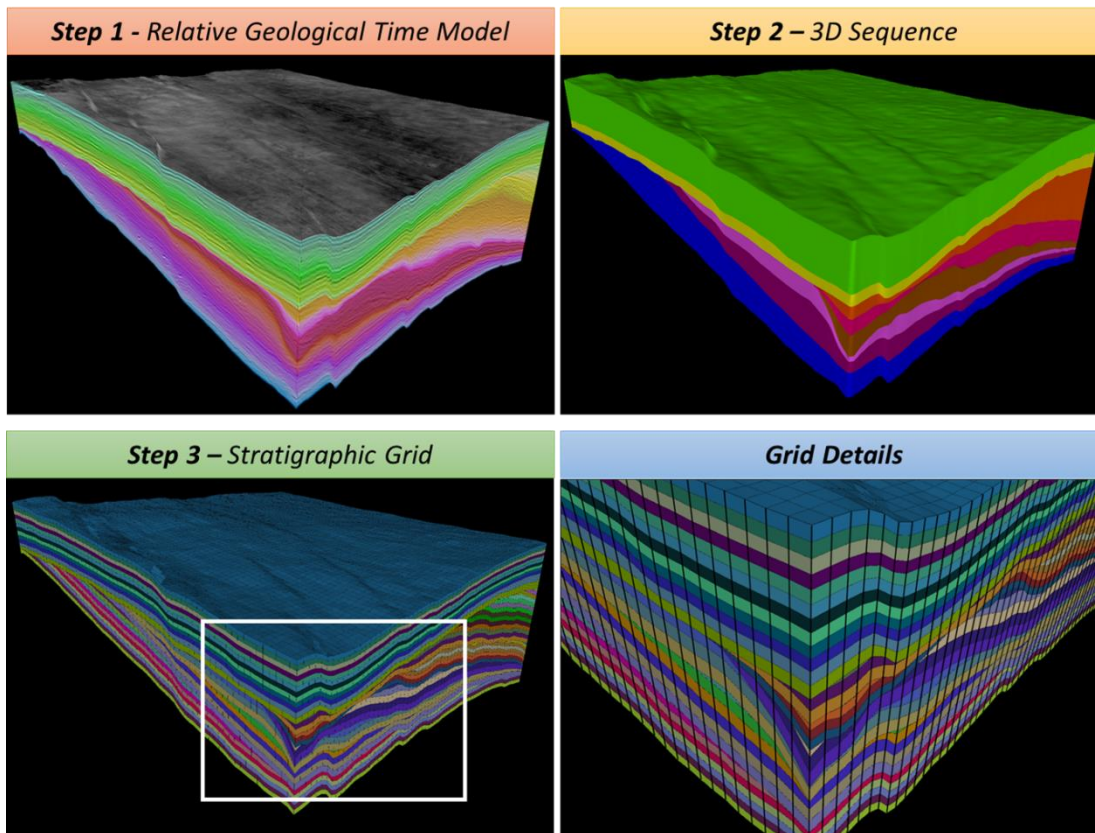 Step 1 - Relative Geological Time Model
Step 2 – 3D Sequence
Step 3 – Stratigraphic Grid
Grid Details